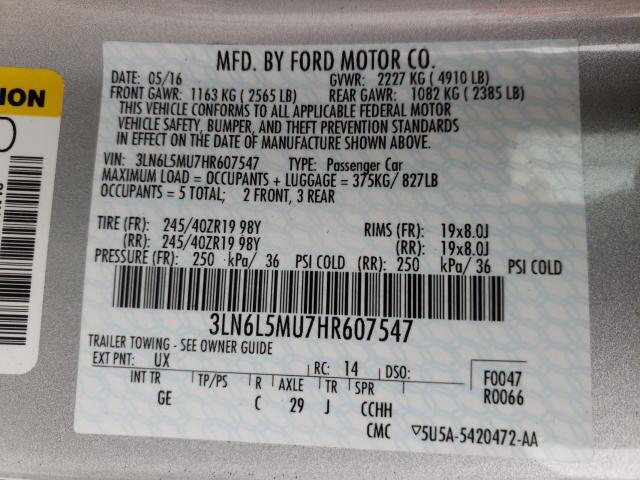 MFD. BY FORD MOTOR CO.
DATE: 05/16 GVWR: 2227 KG ( 4910 LB)
FRONT GAWR: 1163 KG ( 2565 LB) REAR GAWR: 1082 KG ( 2385 LB)
THIS VEHICLE CONFORMS TO ALL APPLICABLE FEDERAL MOTOR
VEHICLE SAFETY, BUMPER, AND THEFT PREVENTION STANDARDS
IN EFFECT ON THE DATE OF MANUFACTURE SHOWN ABOVE.
VIN: 3LN6L5MU7HR607547 TYPE: Passenger Car
MAXIMUM LOAD = OCCUPANTS + LUGGAGE = 375KG/ 827LB
OCCUPANTS = 5 TOTAL; 2 FRONT, 3 REAR
TIRE (FR): 245/40ZR19 98Y RIMS (FR): 19x8.0J
(RR): 245/40ZR19 98Y (RR): 19x8.0J
PRESSURE (FR): 250 kPa/ 36 PSI COLD (RR): 250 kPa/ 36 PSI COLD
3LN6L5MU7HR607547
TRAILER TOWING - SEE OWNER GUIDE
EXT PNT: UX RC: 14 DSO: F0047
R0066
INT TR TP/PS R AXLE TR SPR
GE C 29 J CCHH
CMC ▽5U5A-5420472-AA